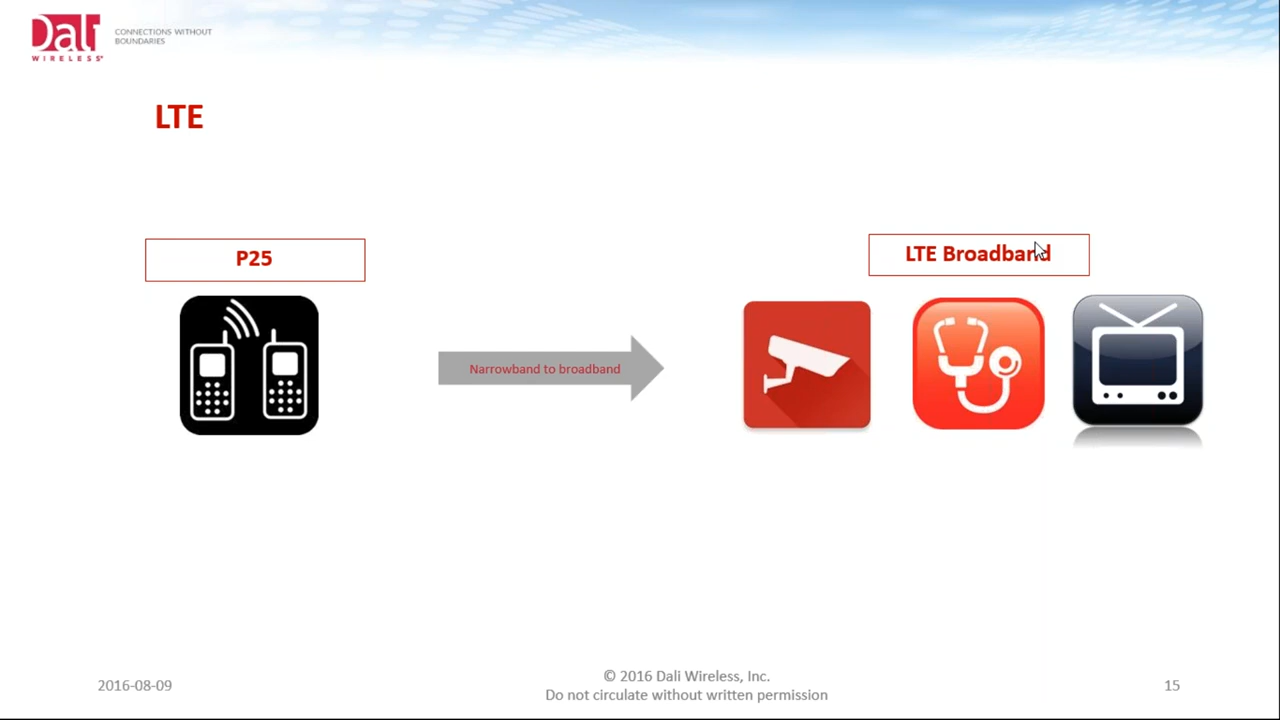 Dali
WIRELESS
CONNECTIONS WITHOUT
BOUNDARIES
LTE
P25
LTE Broadband
Narrowband to broadband
2016-08-09
© 2016 Dali Wireless, Inc.
Do not circulate without written permission
15